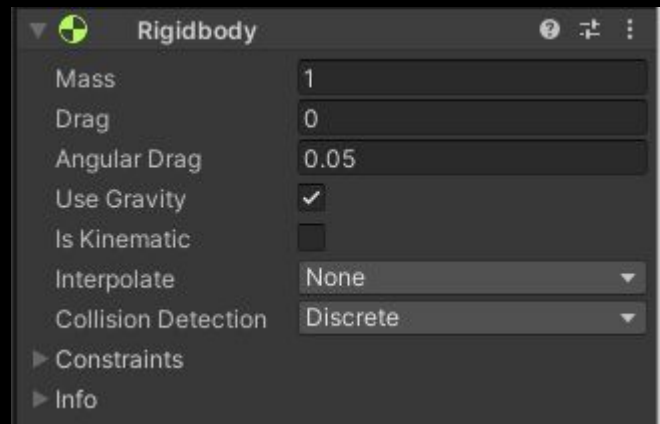 Rigidbody
Mass 1
Drag 0
Angular Drag 0.05
Use Gravity
Is Kinematic
Interpolate None
Collision Detection Discrete
Constraints
Info